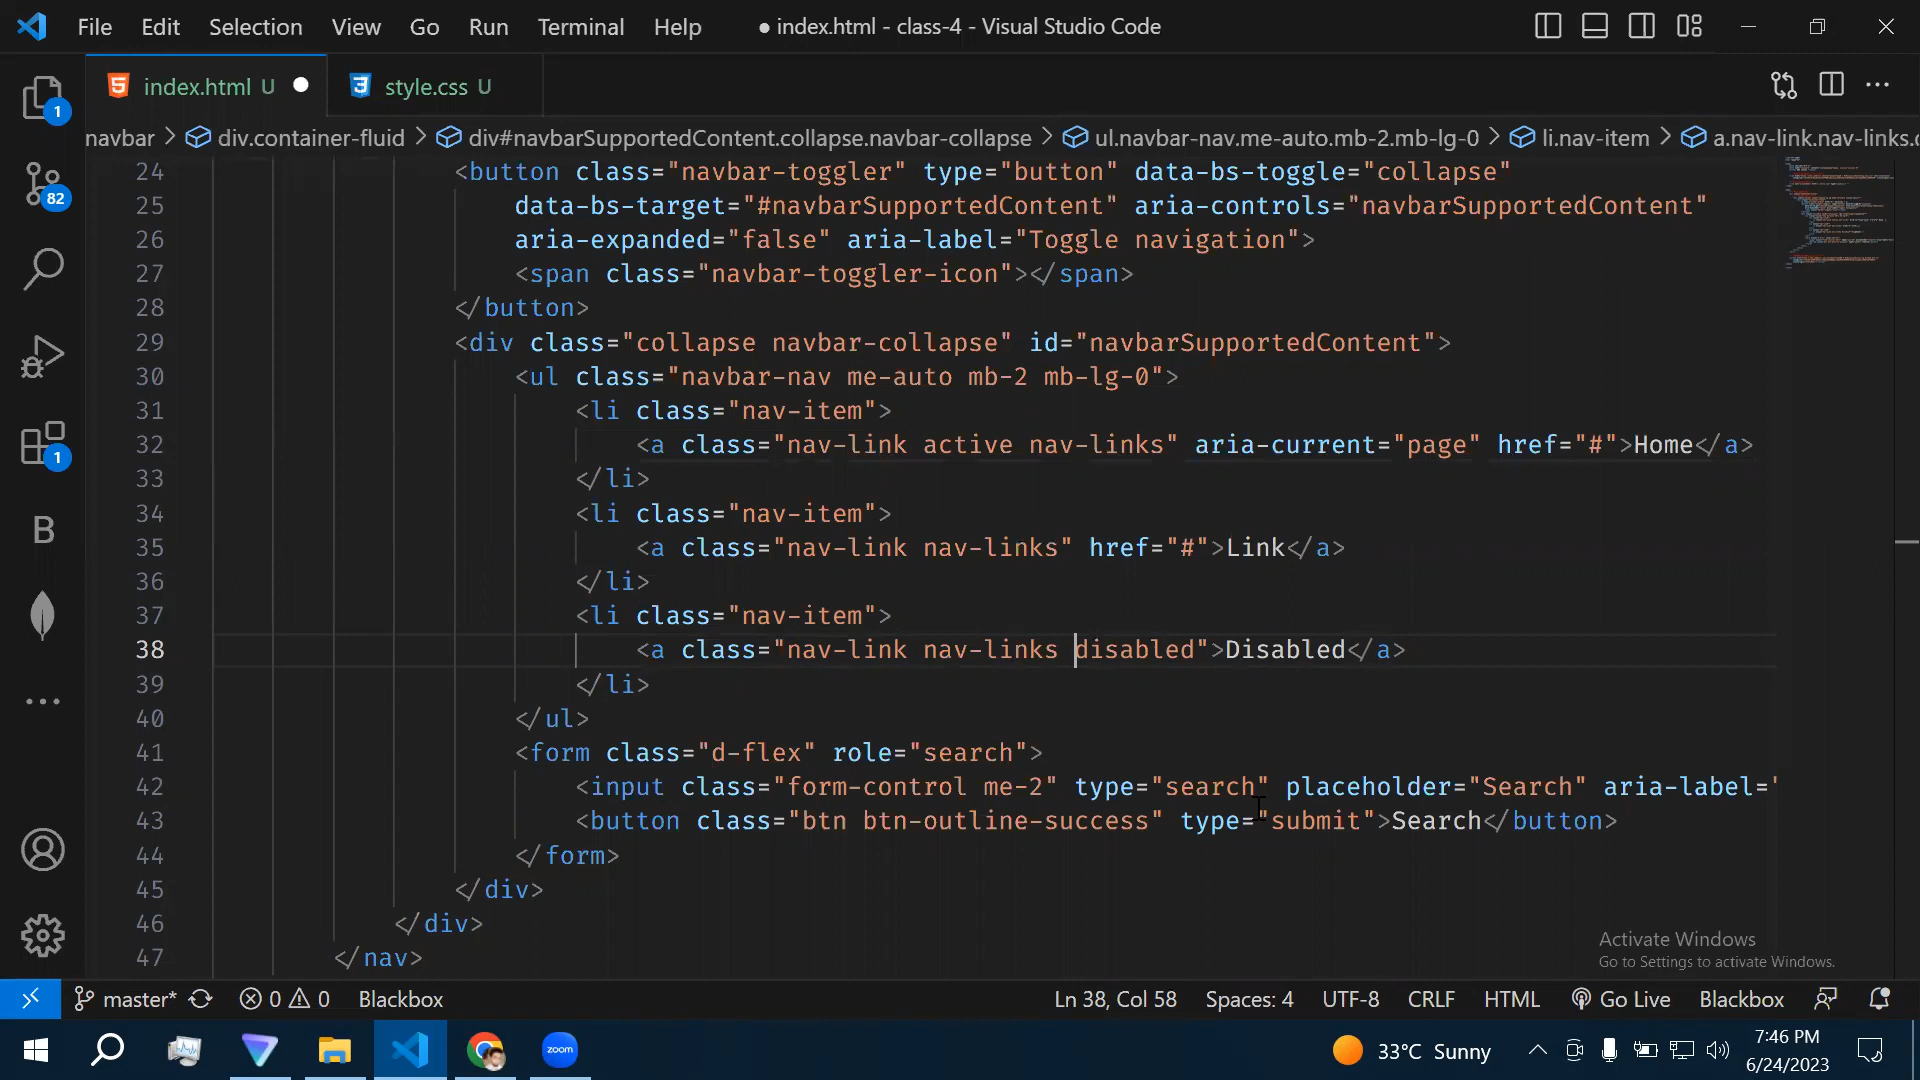 File Edit Selection View Go Run Terminal Help ● index.html - class-4 - Visual Studio Code
index.html U ● style.css U
navbar > div.container-fluid > div#navbarSupportedContent.collapse.navbar-collapse > ul.navbar-nav.me-auto.mb-2.mb-lg-0 > li.nav-item > a.nav-link.nav-links.
24 <button class="navbar-toggler" type="button" data-bs-toggle="collapse"
25 data-bs-target="#navbarSupportedContent" aria-controls="navbarSupportedContent"
26 aria-expanded="false" aria-label="Toggle navigation">
27 <span class="navbar-toggler-icon"></span>
28 </button>
29 <div class="collapse navbar-collapse" id="navbarSupportedContent">
30 <ul class="navbar-nav me-auto mb-2 mb-lg-0">
31 <li class="nav-item">
32 <a class="nav-link active nav-links" aria-current="page" href="#">Home</a>
33 </li>
34 <li class="nav-item">
35 <a class="nav-link nav-links" href="#">Link</a>
36 </li>
37 <li class="nav-item">
38 <a class="nav-link nav-links disabled">Disabled</a>
39 </li>
40 </ul>
41 <form class="d-flex" role="search">
42 <input class="form-control me-2" type="search" placeholder="Search" aria-label="
43 <button class="btn btn-outline-success" type="submit">Search</button>
44 </form>
45 </div>
46 </div>
47 </nav>
1
82
1
B
Activate Windows
Go to Settings to activate Windows.
master* 0 0 Blackbox Ln 38, Col 58 Spaces: 4 UTF-8 CRLF HTML Go Live Blackbox
zoom
33°C Sunny
7:46 PM
6/24/2023